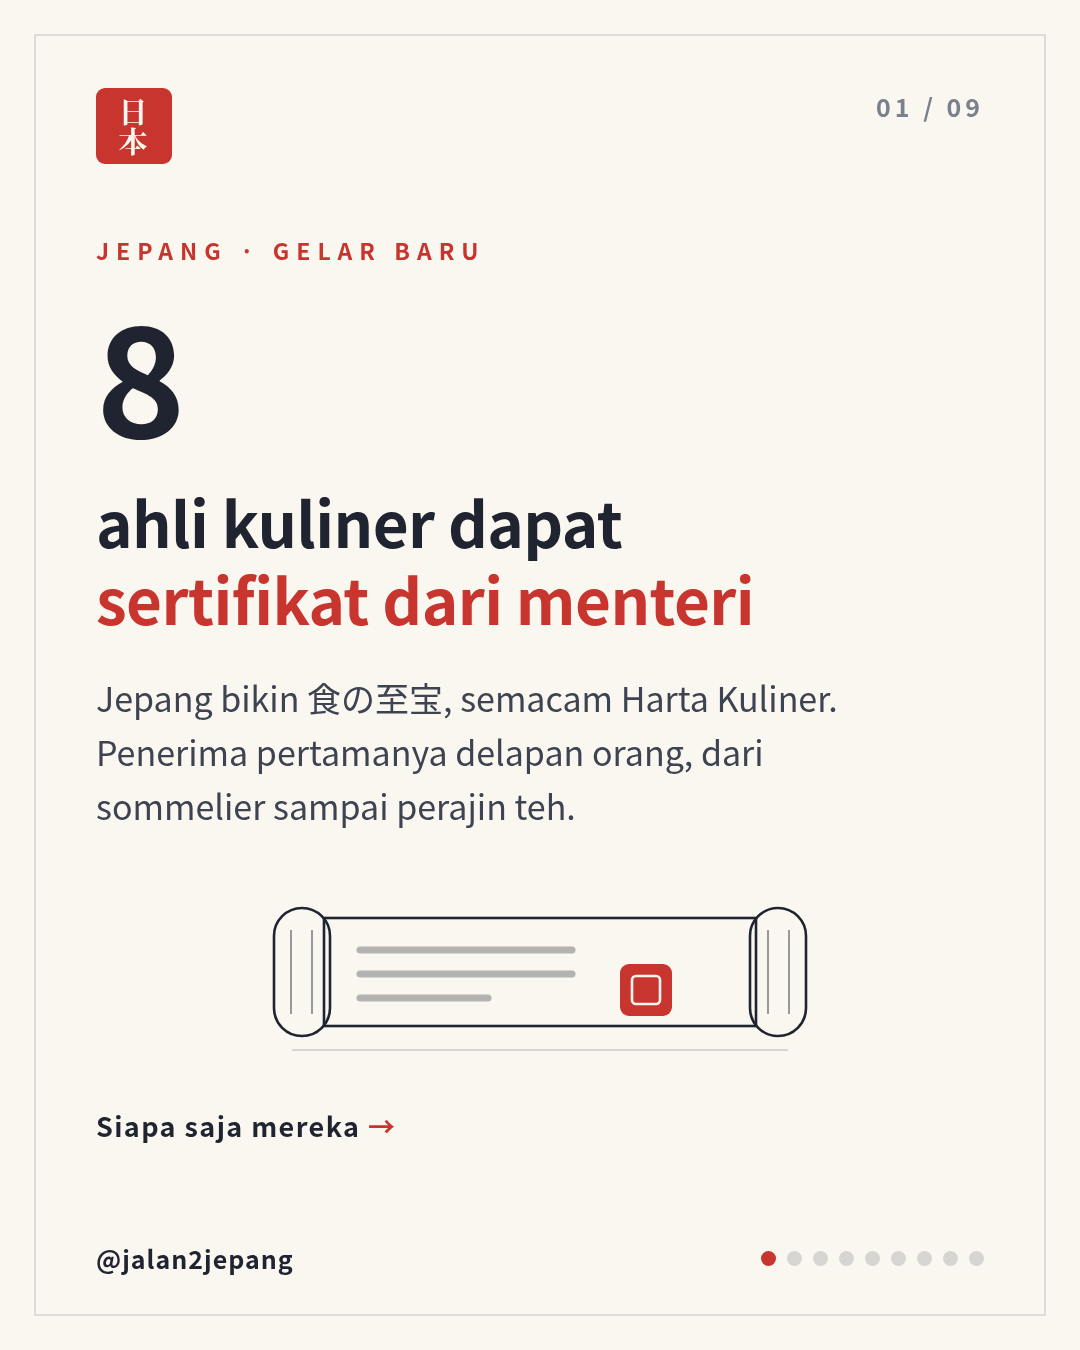 日本
01 / 09
JEPANG · GELAR BARU
8
ahli kuliner dapat
sertifikat dari menteri
Jepang bikin 食の至宝, semacam Harta Kuliner.
Penerima pertamanya delapan orang, dari
sommelier sampai perajin teh.
Siapa saja mereka →
@jalan2jepang